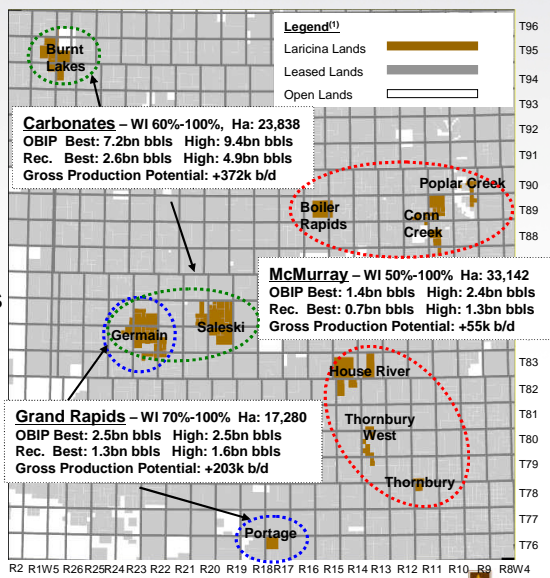 Legend(1)
Laricina Lands
Leased Lands
Open Lands
T96
T95
T94
T93
T92
T91
T90
T89
T88
T83
T82
T81
T80
T79
T78
T77
T76
Burnt
Lakes
Carbonates – WI 60%-100%, Ha: 23,838
OBIP Best: 7.2bn bbls High: 9.4bn bbls
Rec. Best: 2.6bn bbls High: 4.9bn bbls
Gross Production Potential: +372k b/d
Poplar Creek
Boiler
Rapids
Conn
Creek
McMurray – WI 50%-100% Ha: 33,142
OBIP Best: 1.4bn bbls High: 2.4bn bbls
Rec. Best: 0.7bn bbls High: 1.3bn bbls
Gross Production Potential: +55k b/d
s
Germain
Saleski
House River
Grand Rapids – WI 70%-100% Ha: 17,280
OBIP Best: 2.5bn bbls High: 2.5bn bbls
Rec. Best: 1.3bn bbls High: 1.6bn bbls
Gross Production Potential: +203k b/d
Thornbury
West
Thornbury
Portage
R2 R1W5 R26 R25 R24 R23 R22 R21 R20 R19 R18 R17 R16 R15 R14 R13 R12 R11 R10 R9 R8W4